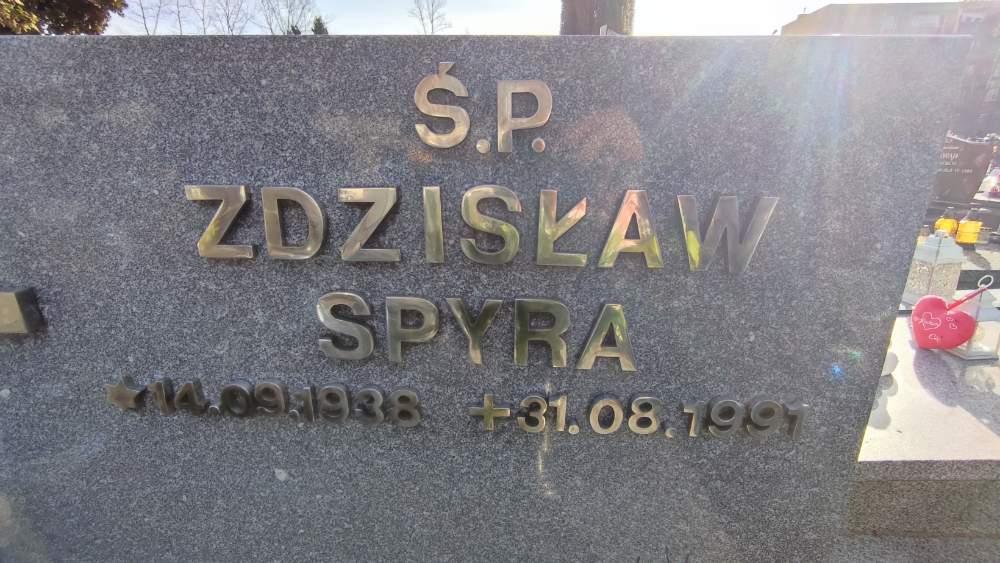 Ś.P.
ZDZISŁAW
SPYRA
★14.09.1938 +31.08.1991